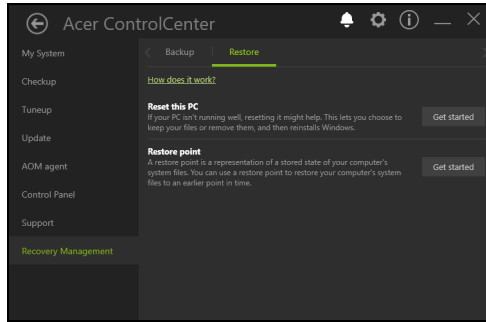 Acer ControlCenter
My System
Checkup
Tuneup
Update
AOM agent
Control Panel
Support
Recovery Management
Backup
Restore
How does it work?
Reset this PC
If your PC isn't running well, resetting it might help. This lets you choose to
keep your files or remove them, and then reinstalls Windows.
Get started
Restore point
A restore point is a representation of a stored state of your computer's
system files. You can use a restore point to restore your computer's system
files to an earlier point in time.
Get started